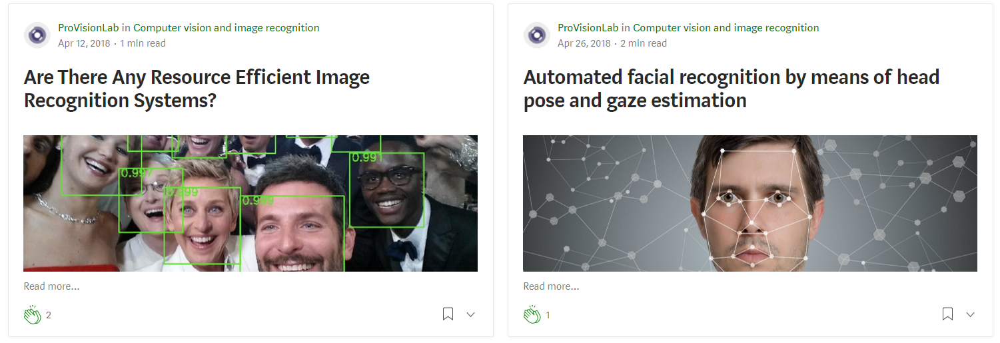 ProVisionLab in Computer vision and image recognition
Apr 12, 2018 · 1 min read
Are There Any Resource Efficient Image
Recognition Systems?
0.991
0.997
0.999
0.999
Read more...
2
ProVisionLab in Computer vision and image recognition
Apr 26, 2018 · 2 min read
Automated facial recognition by means of head
pose and gaze estimation
Read more...
1